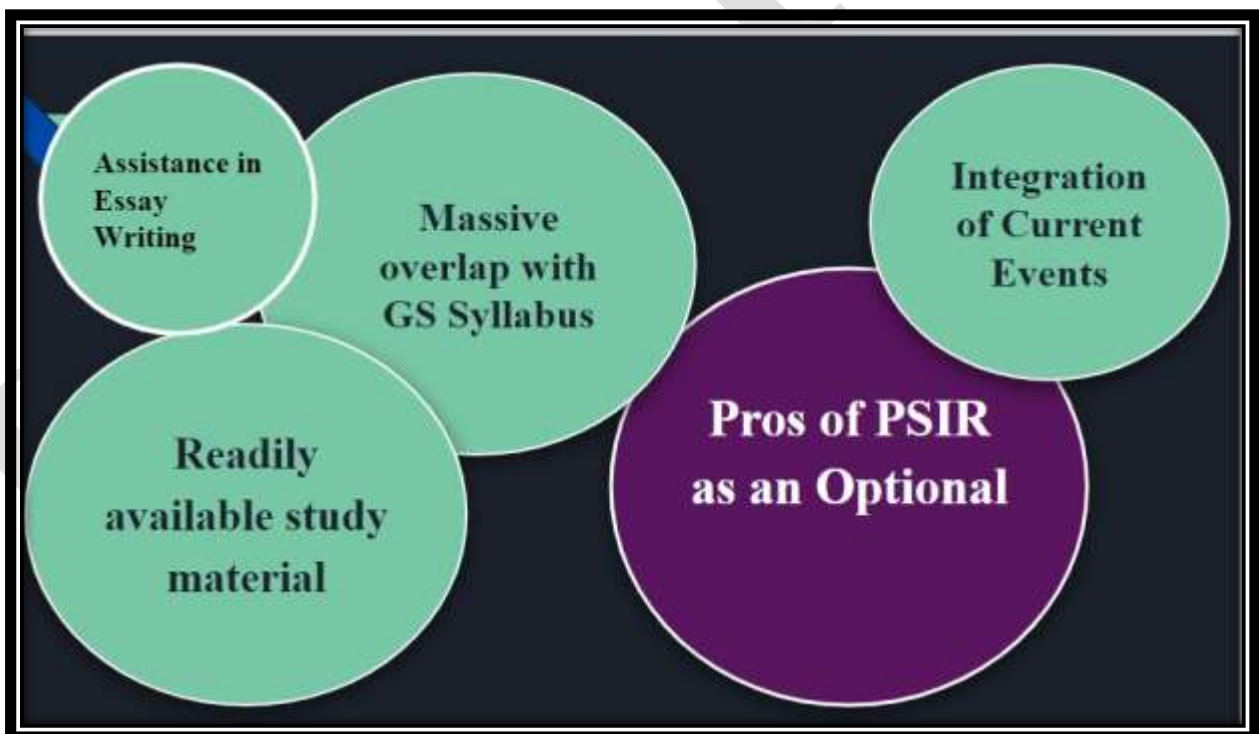 Assistance in
Essay
Writing
Massive
overlap with
GS Syllabus
Integration
of Current
Events
Readily
available study
material
Pros of PSIR
as an Optional